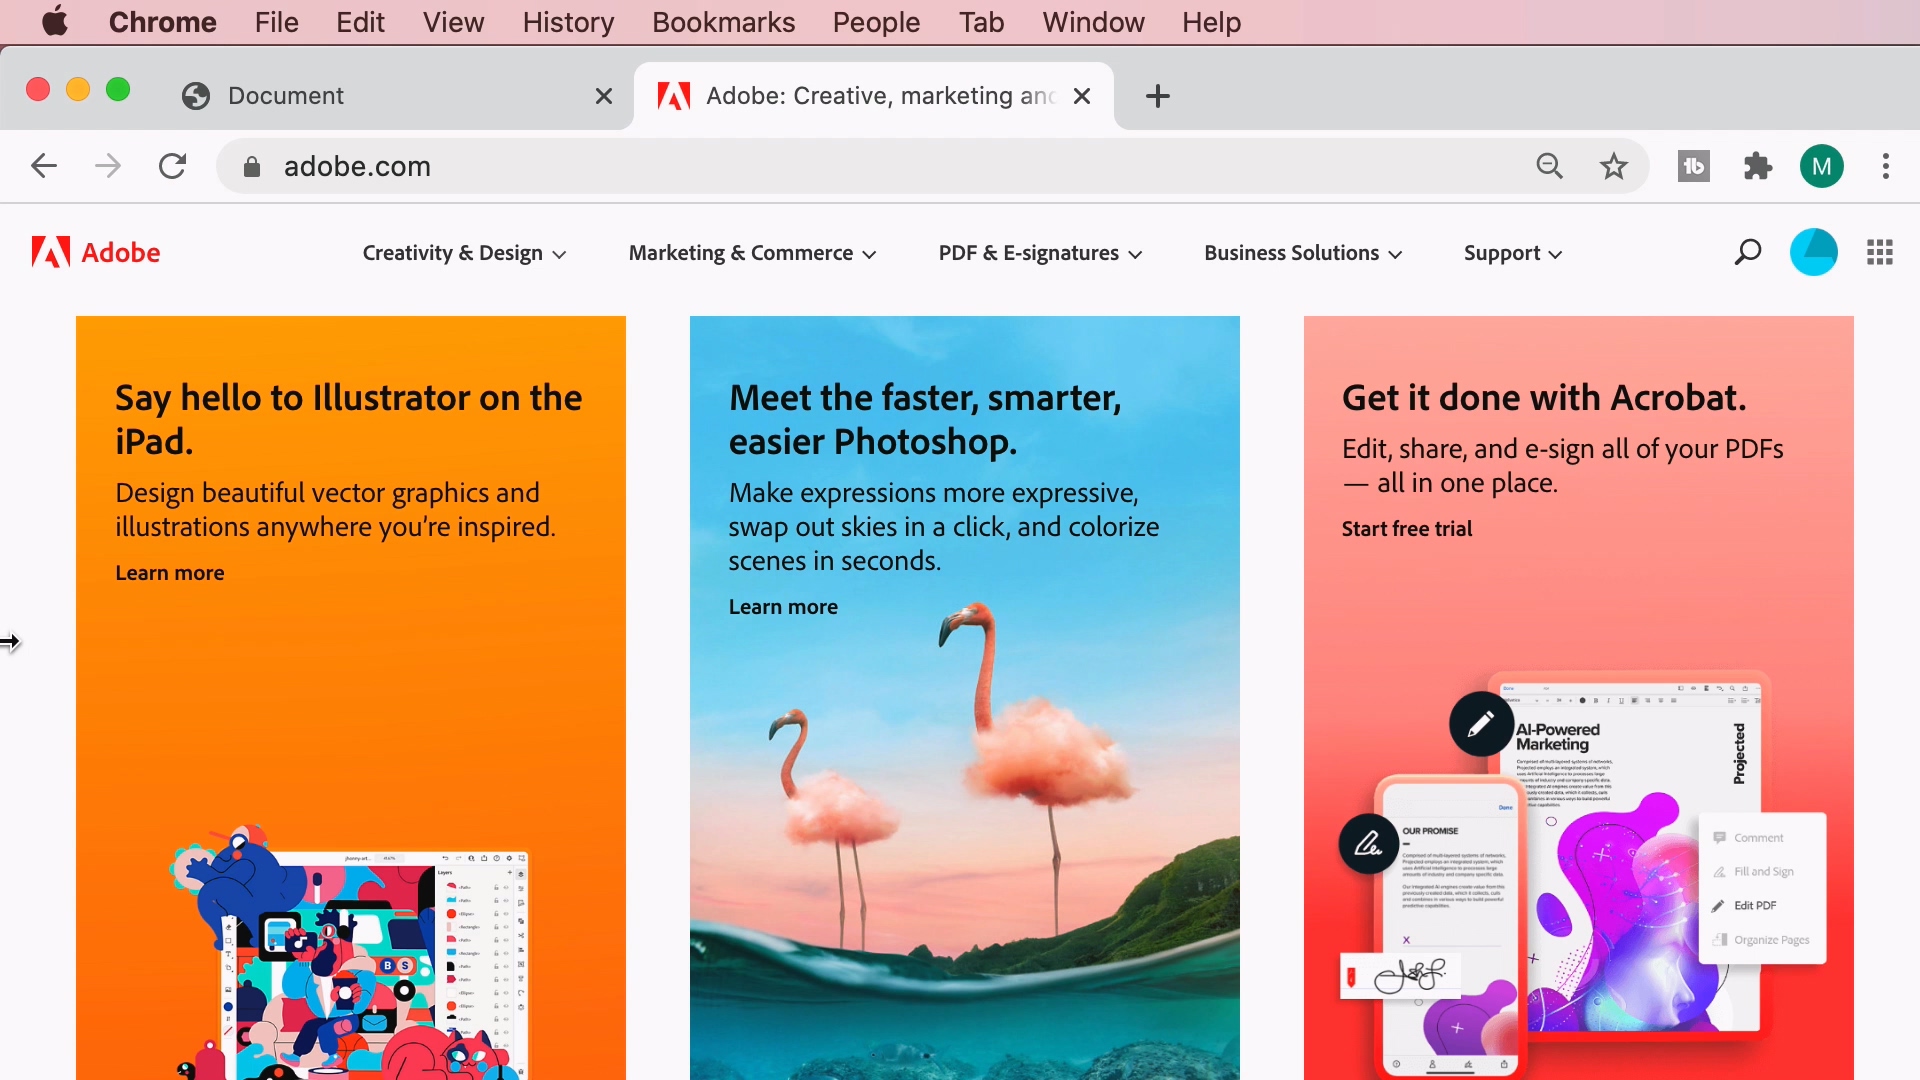 Chrome File Edit View History Bookmarks People Tab Window Help
Document
Adobe: Creative, marketing and
adobe.com
M
Adobe
Creativity & Design
Marketing & Commerce
PDF & E-signatures
Business Solutions
Support
Say hello to Illustrator on the
iPad.
Design beautiful vector graphics and
illustrations anywhere you're inspired.
Learn more
Layers
B S
Meet the faster, smarter,
easier Photoshop.
Make expressions more expressive,
swap out skies in a click, and colorize
scenes in seconds.
Learn more
Get it done with Acrobat.
Edit, share, and e-sign all of your PDFs
— all in one place.
Start free trial
AI-Powered
Marketing
Projected
Done
OUR PROMISE
X
Comment
Fill and Sign
Edit PDF
Organize Pages